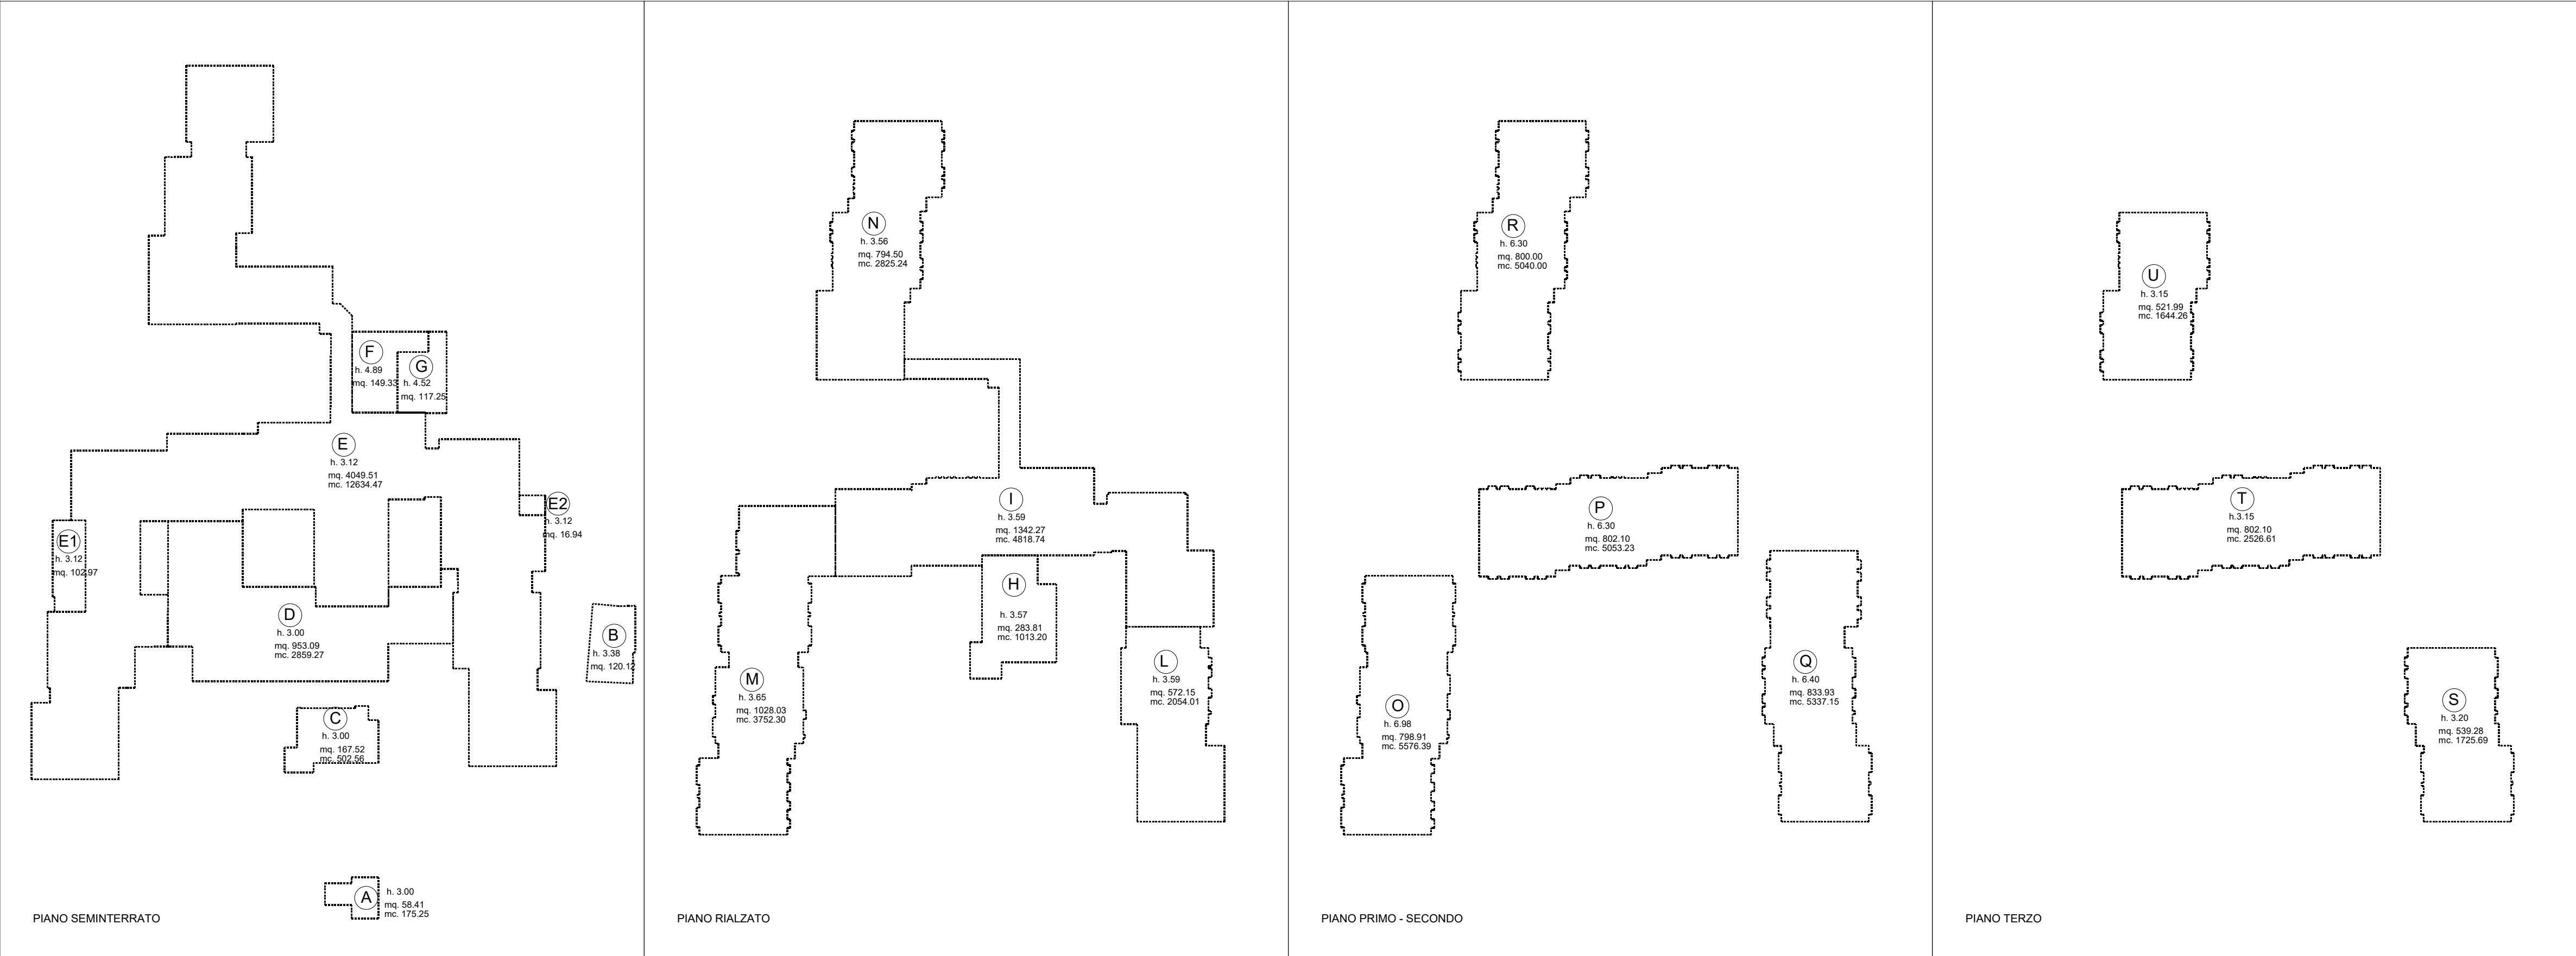 F
h. 4.89
mq. 149.33
G
h. 4.52
mq. 117.25
E
h. 3.12
mq. 4049.51
mc. 12634.47
E2
h. 3.12
mq. 16.94
E1
h. 3.12
mq. 102.97
D
h. 3.00
mq. 953.09
mc. 2859.27
B
h. 3.38
mq. 120.12
C
h. 3.00
mq. 167.52
mc. 502.56
A
h. 3.00
mq. 58.41
mc. 175.25
PIANO SEMINTERRATO
N
h. 3.56
mq. 794.50
mc. 2825.24
I
h. 3.59
mq. 1342.27
mc. 4818.74
H
h. 3.57
mq. 283.81
mc. 1013.20
L
h. 3.59
mq. 572.15
mc. 2054.01
M
h. 3.65
mq. 1028.03
mc. 3752.30
PIANO RIALZATO
R
h. 6.30
mq. 800.00
mc. 5040.00
P
h. 6.30
mq. 802.10
mc. 5053.23
Q
h. 6.40
mq. 833.93
mc. 5337.15
O
h. 6.98
mq. 798.91
mc. 5576.39
PIANO PRIMO - SECONDO
U
h. 3.15
mq. 521.99
mc. 1644.26
T
h.3.15
mq. 802.10
mc. 2526.61
S
h. 3.20
mq. 539.28
mc. 1725.69
PIANO TERZO